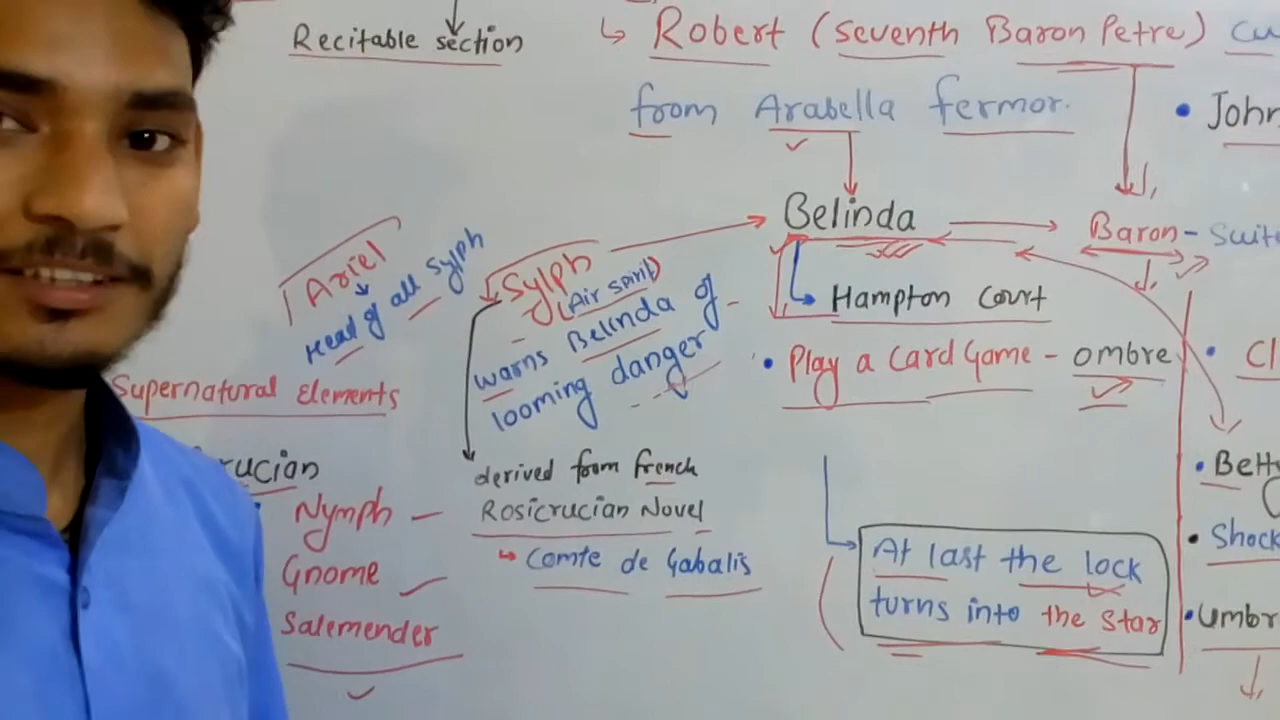 Recitable section
↳ Robert (Seventh Baron Petre) cu
from Arabella fermor.
• John
Belinda
Baron - Suit
Ariel
Head of all sylph
Sylph
(Air spirit)
warns Belinda of
looming danger
Hampton Court
• Play a Card Game - ombre
Supernatural Elements
rucian
Nymph -
Gnome
Salemender
derived from french
Rosicrucian Novel
↳ Comte de Gabalis
At last the lock
turns into the star
• Cl
• Bett
• Shock
• Umbr